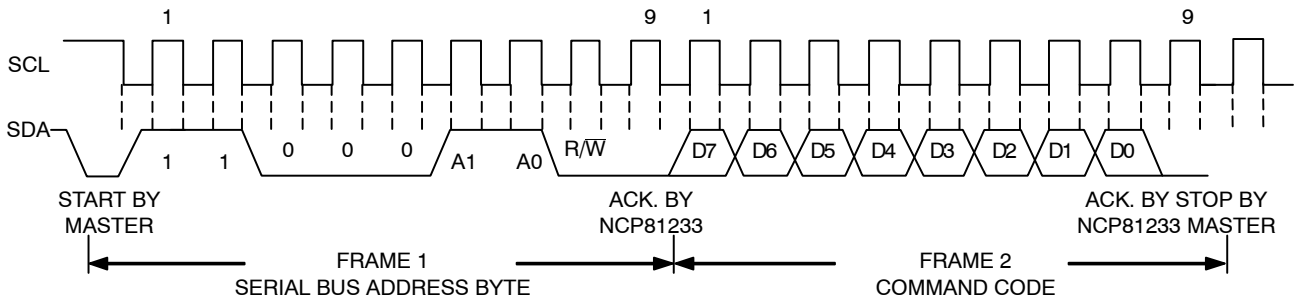 1 9 1 9
SCL
SDA
1 1 0 0 0 A1 A0 R/W̅ D7 D6 D5 D4 D3 D2 D1 D0
START BY
MASTER
ACK. BY
NCP81233
ACK. BY STOP BY
NCP81233 MASTER
FRAME 1
SERIAL BUS ADDRESS BYTE
FRAME 2
COMMAND CODE